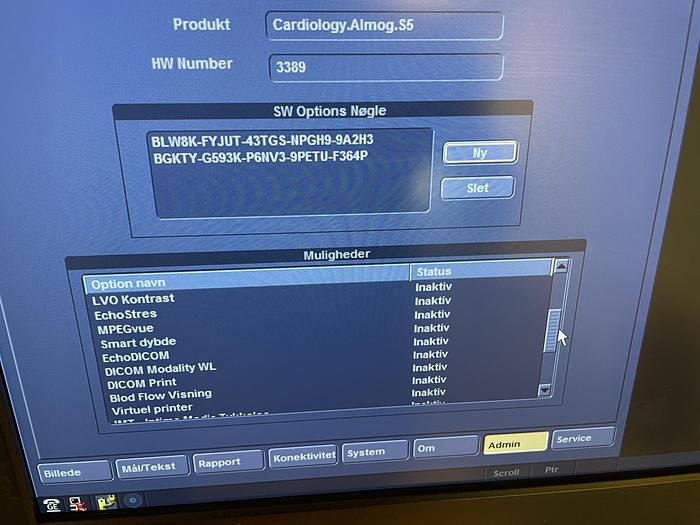 Produkt Cardiology.Almog.S5
HW Number 3389
SW Options Nøgle
BLW8K-FYJUT-43TGS-NPGH9-9A2H3
BGKTY-G593K-P6NV3-9PETU-F364P
Ny
Slet
Muligheder
Option navn Status
LVO Kontrast Inaktiv
EchoStres Inaktiv
MPEGvue Inaktiv
Smart dybde Inaktiv
EchoDICOM Inaktiv
DICOM Modality WL Inaktiv
DICOM Print Inaktiv
Blod Flow Visning Inaktiv
Virtuel printer
Billede Mål/Tekst Rapport Konektivitet System Om Admin Service
Scroll Ptr
GE